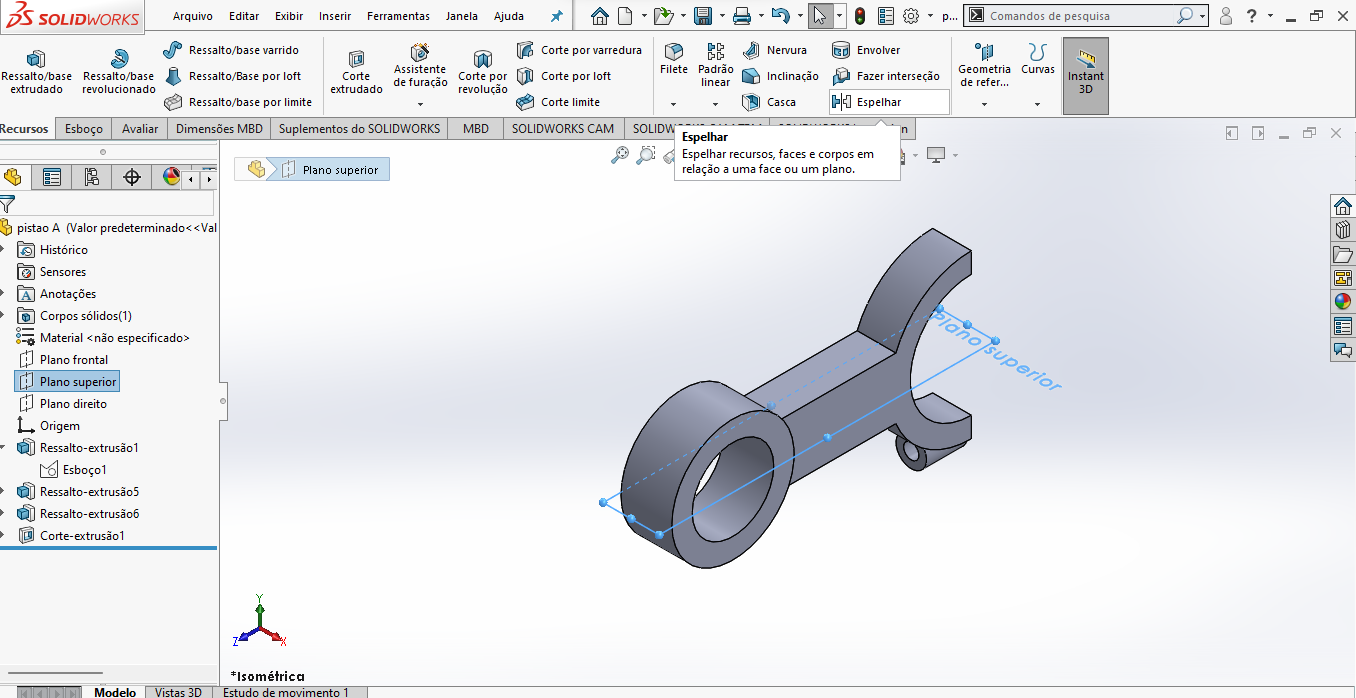 SOLIDWORKS
Arquivo Editar Exibir Inserir Ferramentas Janela Ajuda
p...
Comandos de pesquisa
?
Ressalto/base extrudado
Ressalto/base revolucionado
Ressalto/base varrido
Ressalto/base por loft
Ressalto/base por limite
Corte extrudado
Assistente de furação
Corte por revolução
Corte por varredura
Corte por loft
Corte limite
Filete
Padrão linear
Nervura
Inclinação
Casca
Envolver
Fazer interseção
Espelhar
Geometria de refer...
Curvas
Instant 3D
Recursos Esboço Avaliar Dimensões MBD Suplementos do SOLIDWORKS MBD SOLIDWORKS CAM
Espelhar
Espelhar recursos, faces e corpos em
relação a uma face ou um plano.
Plano superior
pistao A (Valor predeterminado<<Val
Histórico
Sensores
Anotações
Corpos sólidos(1)
Material <não especificado>
Plano frontal
Plano superior
Plano direito
Origem
Ressalto-extrusão1
Esboço1
Ressalto-extrusão5
Ressalto-extrusão6
Corte-extrusão1
Plano superior
Y
Z
X
*Isométrica
Modelo Vistas 3D Estudo de movimento 1